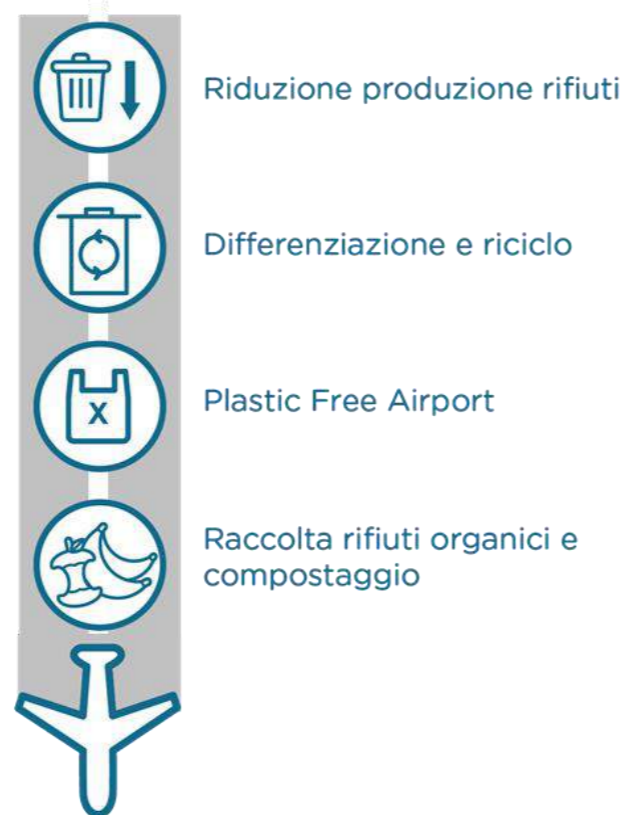 Riduzione produzione rifiuti
Differenziazione e riciclo
X
Plastic Free Airport
Raccolta rifiuti organici e
compostaggio